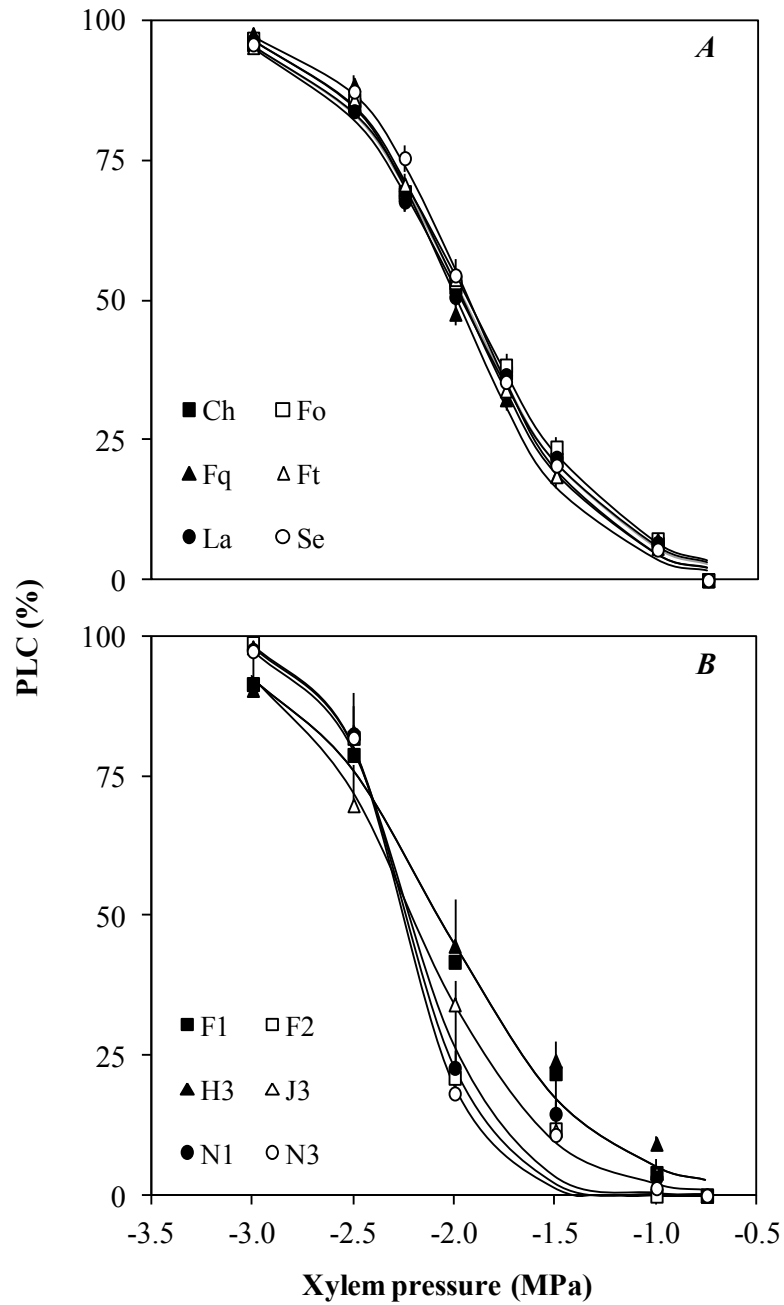 100
A
75
50
Ch Fo
25
Fq Ft
La Se
0
PLC (%)
100
B
75
50
F1 F2
25
H3 J3
N1 N3
0
-3.5 -3.0 -2.5 -2.0 -1.5 -1.0 -0.5
Xylem pressure (MPa)